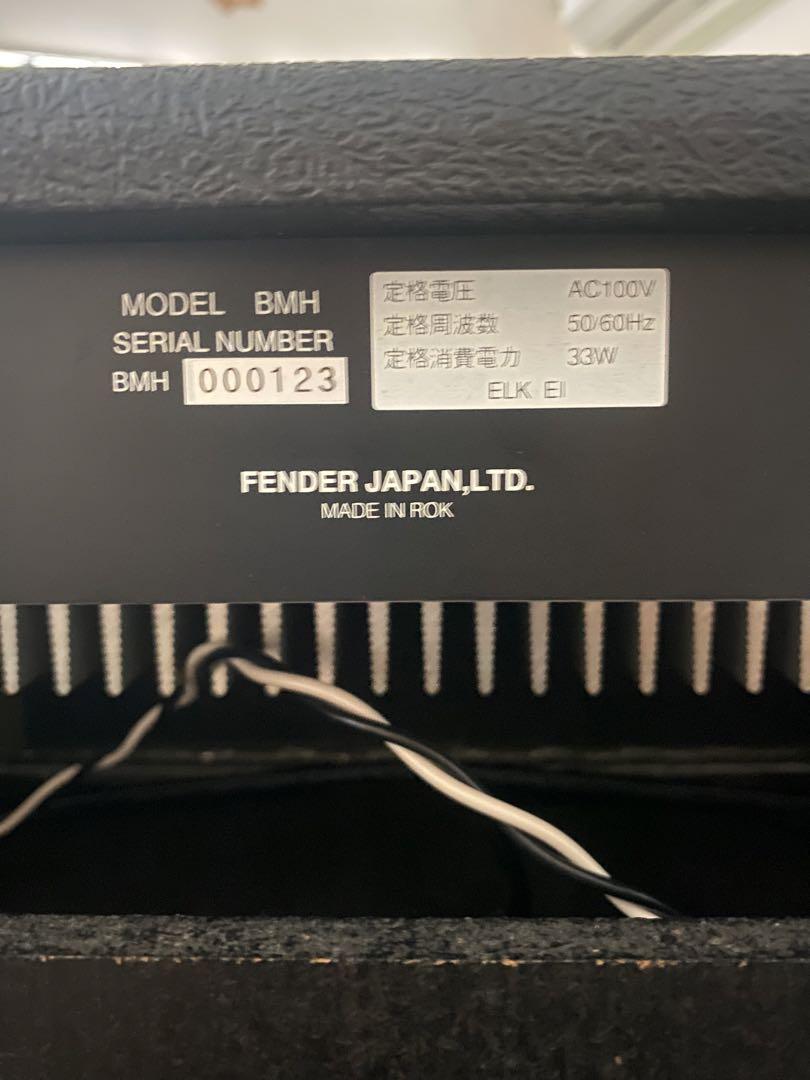 MODEL BMH
SERIAL NUMBER
BMH 000123
定格電圧 AC100V
定格周波数 50/60Hz
定格消費電力 33W
ELK EI
FENDER JAPAN,LTD.
MADE IN ROK